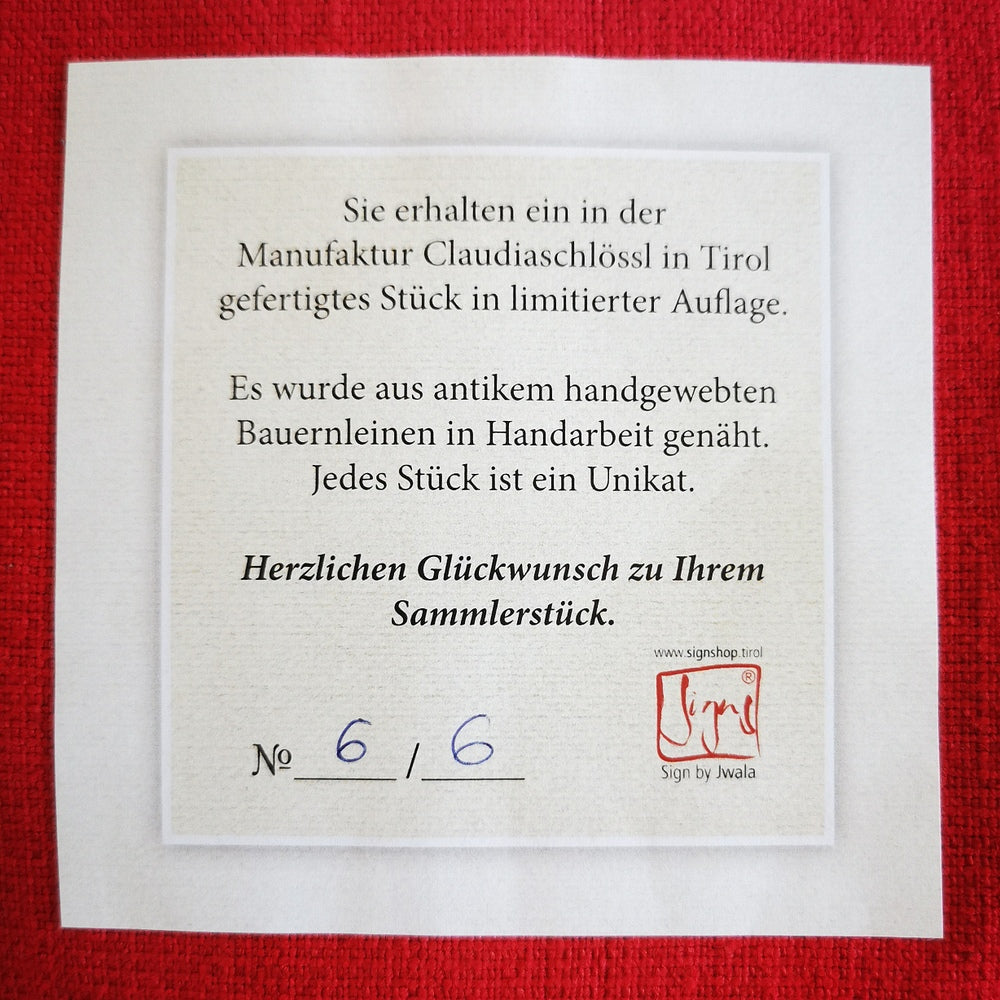 Sie erhalten ein in der
Manufaktur Claudiaschlössl in Tirol
gefertigtes Stück in limitierter Auflage.
Es wurde aus antikem handgewebten
Bauernleinen in Handarbeit genäht.
Jedes Stück ist ein Unikat.
Herzlichen Glückwunsch zu Ihrem
Sammlerstück.
www.signshop.tirol
Sign ®
Sign by Jwala
№ 6 / 6